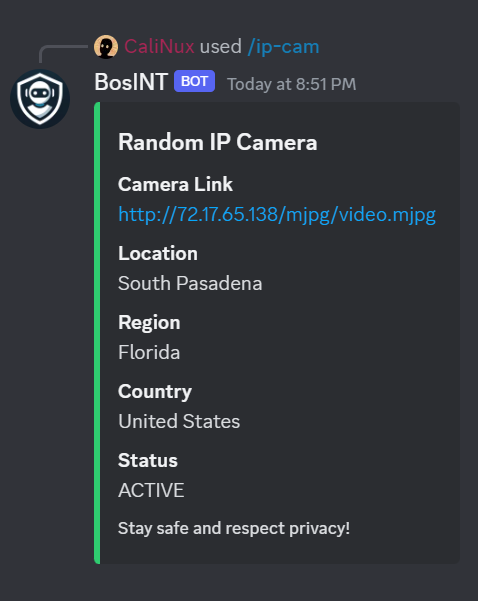 CaliNux used /ip-cam
BosINT BOT Today at 8:51 PM
Random IP Camera
Camera Link
http://72.17.65.138/mjpg/video.mjpg
Location
South Pasadena
Region
Florida
Country
United States
Status
ACTIVE
Stay safe and respect privacy!